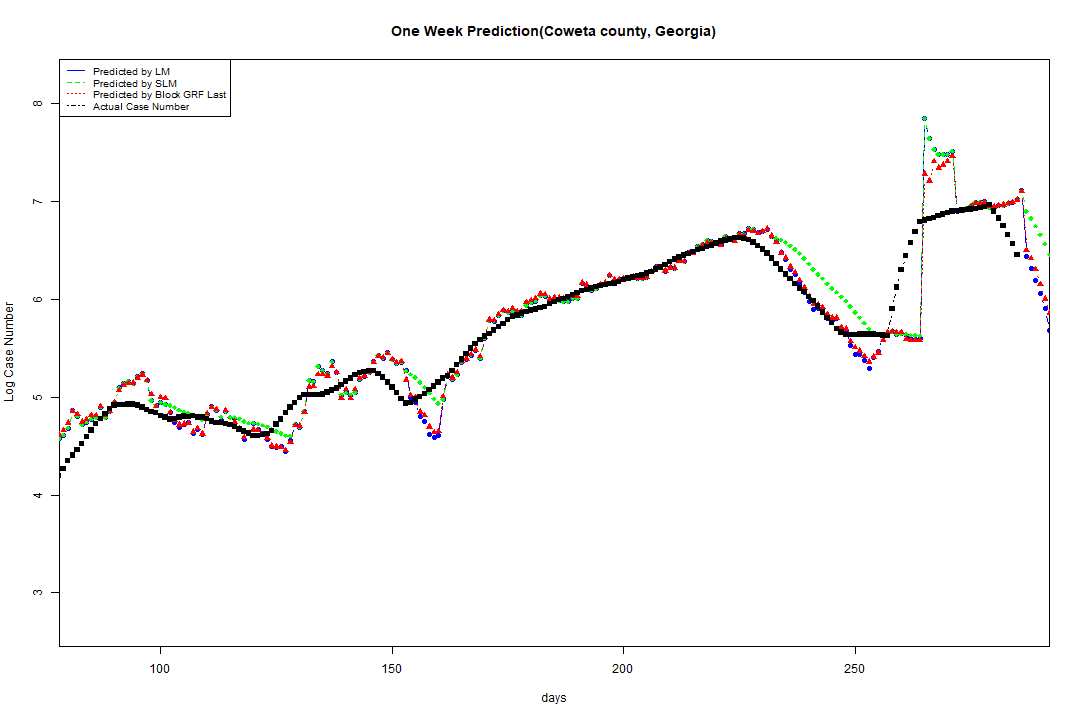 One Week Prediction(Coweta county, Georgia)
Predicted by LM
Predicted by SLM
Predicted by Block GRF Last
Actual Case Number
Log Case Number
8
7
6
5
4
3
100 150 200 250
days